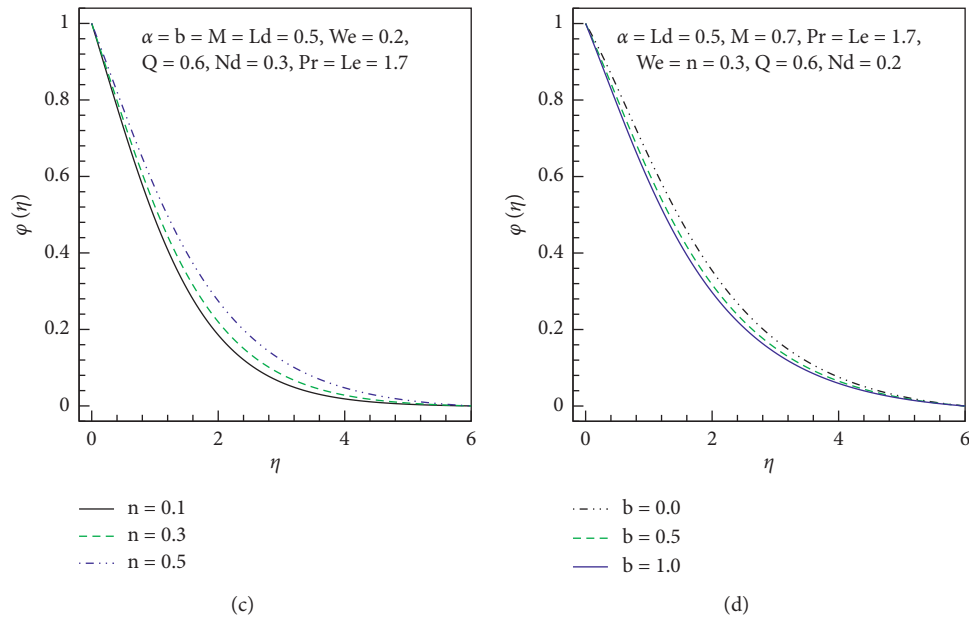 1
0.8
0.6
0.4
0.2
0
φ (η)
α = b = M = Ld = 0.5, We = 0.2,
Q = 0.6, Nd = 0.3, Pr = Le = 1.7
0
2
4
6
η
n = 0.1
n = 0.3
n = 0.5
(c)
1
0.8
0.6
0.4
0.2
0
φ (η)
α = Ld = 0.5, M = 0.7, Pr = Le = 1.7,
We = n = 0.3, Q = 0.6, Nd = 0.2
0
2
4
6
η
b = 0.0
b = 0.5
b = 1.0
(d)